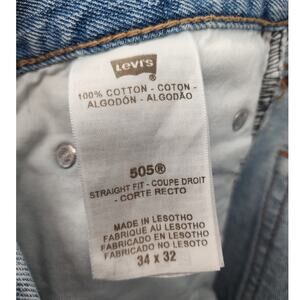 Levi's®
100% COTTON - COTON -
ALGODÓN - ALGODÃO
505®
STRAIGHT FIT - COUPE DROIT
- CORTE RECTO
MADE IN LESOTHO
FABRIQUE AU LESOTHO
FABRICADO EN LESOTHO
FABRICADO NO LESOTO
34 x 32